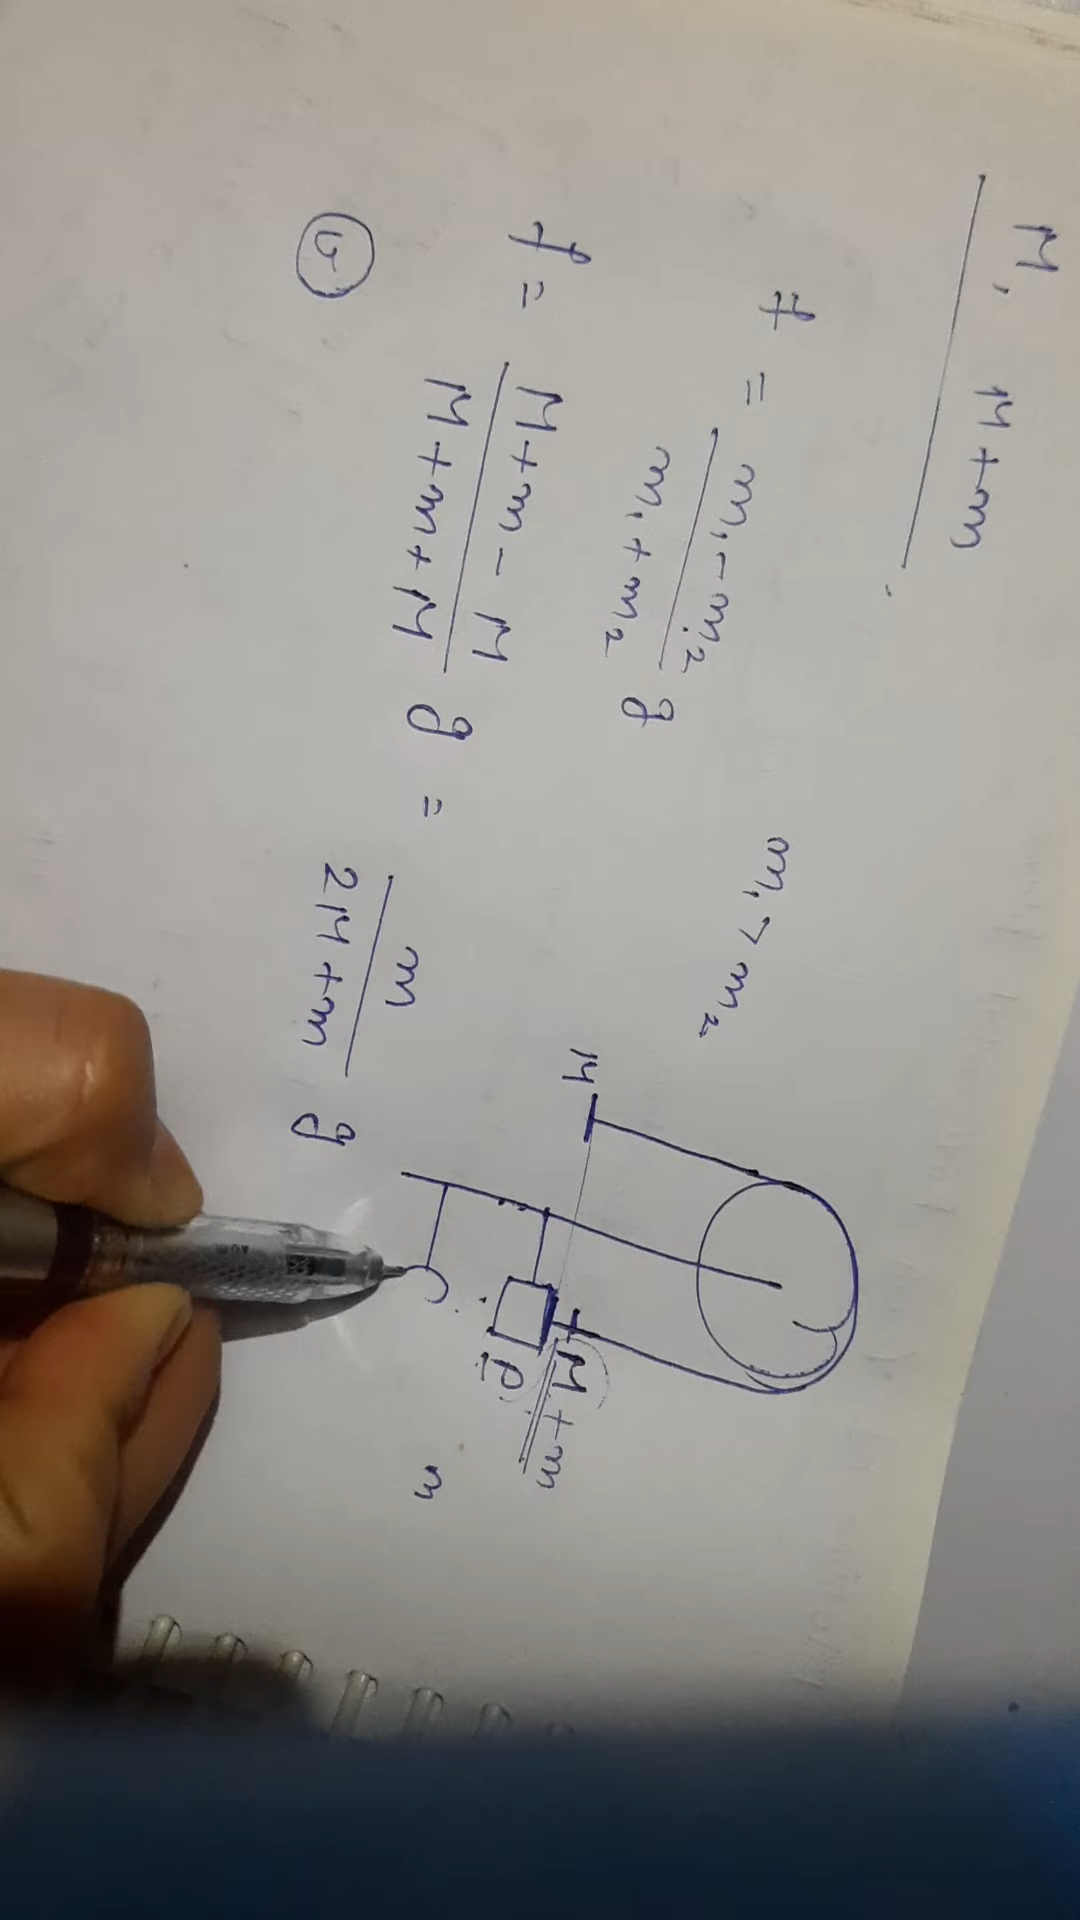 M, M+m
f = m₁-m₂ / m₁+m₂ g m₁ > m₂
f = M+m-M / M+m+M g = m / 2M+m g
v
M
M+m
P
m